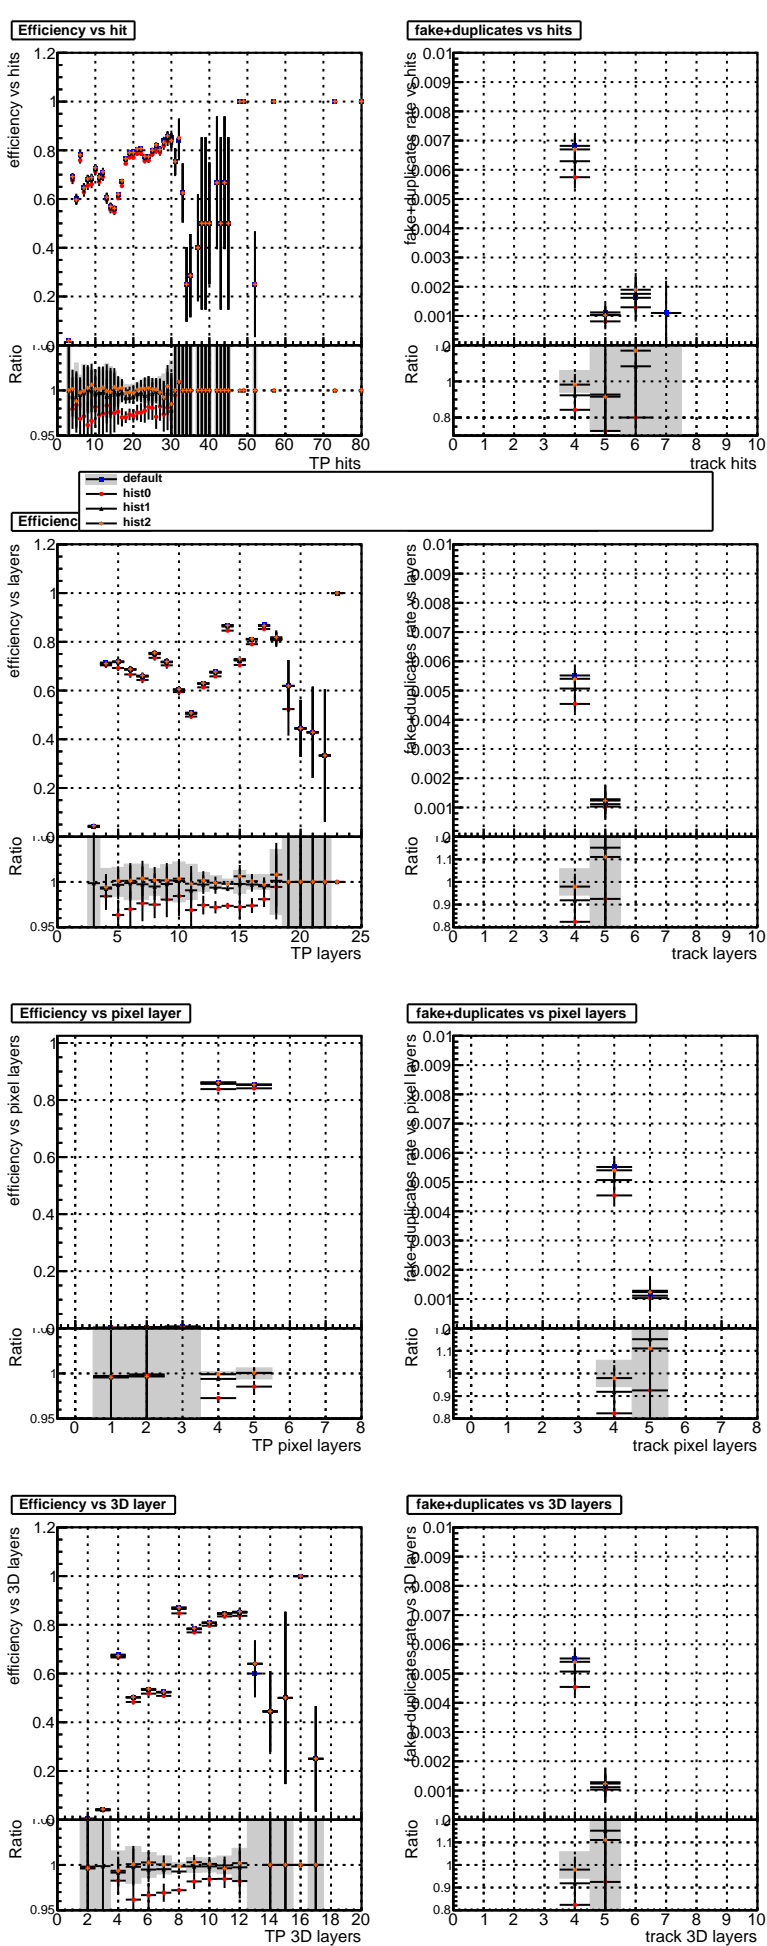 Efficiency vs hit
fake+duplicates vs hits
efficiency vs hits
1.2
1
0.8
0.6
0.4
0.2
Ratio
1
0.95
0 10 20 30 40 50 60 70 80
TP hits
fake+duplicates rate vs hits
0.01
0.009
0.008
0.007
0.006
0.005
0.004
0.003
0.002
0.001
Ratio
1
0.8
0 1 2 3 4 5 6 7 8 9 10
track hits
default
hist0
hist1
hist2
Efficienc
efficiency vs layers
1.2
1
0.8
0.6
0.4
0.2
Ratio
1
0.95
0 5 10 15 20 25
TP layers
fake+duplicates rate vs layers
0.01
0.009
0.008
0.007
0.006
0.005
0.004
0.003
0.002
0.001
Ratio
1.1
1
0.9
0.8
0 1 2 3 4 5 6 7 8 9 10
track layers
Efficiency vs pixel layer
fake+duplicates vs pixel layers
efficiency vs pixel layers
1
0.8
0.6
0.4
0.2
Ratio
1
0.95
0 1 2 3 4 5 6 7 8
TP pixel layers
fake+duplicates rate vs pixel layers
0.01
0.009
0.008
0.007
0.006
0.005
0.004
0.003
0.002
0.001
Ratio
1.1
1
0.9
0.8
0 1 2 3 4 5 6 7 8
track pixel layers
Efficiency vs 3D layer
fake+duplicates vs 3D layers
efficiency vs 3D layers
1.2
1
0.8
0.6
0.4
0.2
Ratio
1
0.95
0 2 4 6 8 10 12 14 16 18 20
TP 3D layers
fake+duplicates rate vs 3D layers
0.01
0.009
0.008
0.007
0.006
0.005
0.004
0.003
0.002
0.001
Ratio
1.1
1
0.9
0.8
0 1 2 3 4 5 6 7 8 9 10
track 3D layers